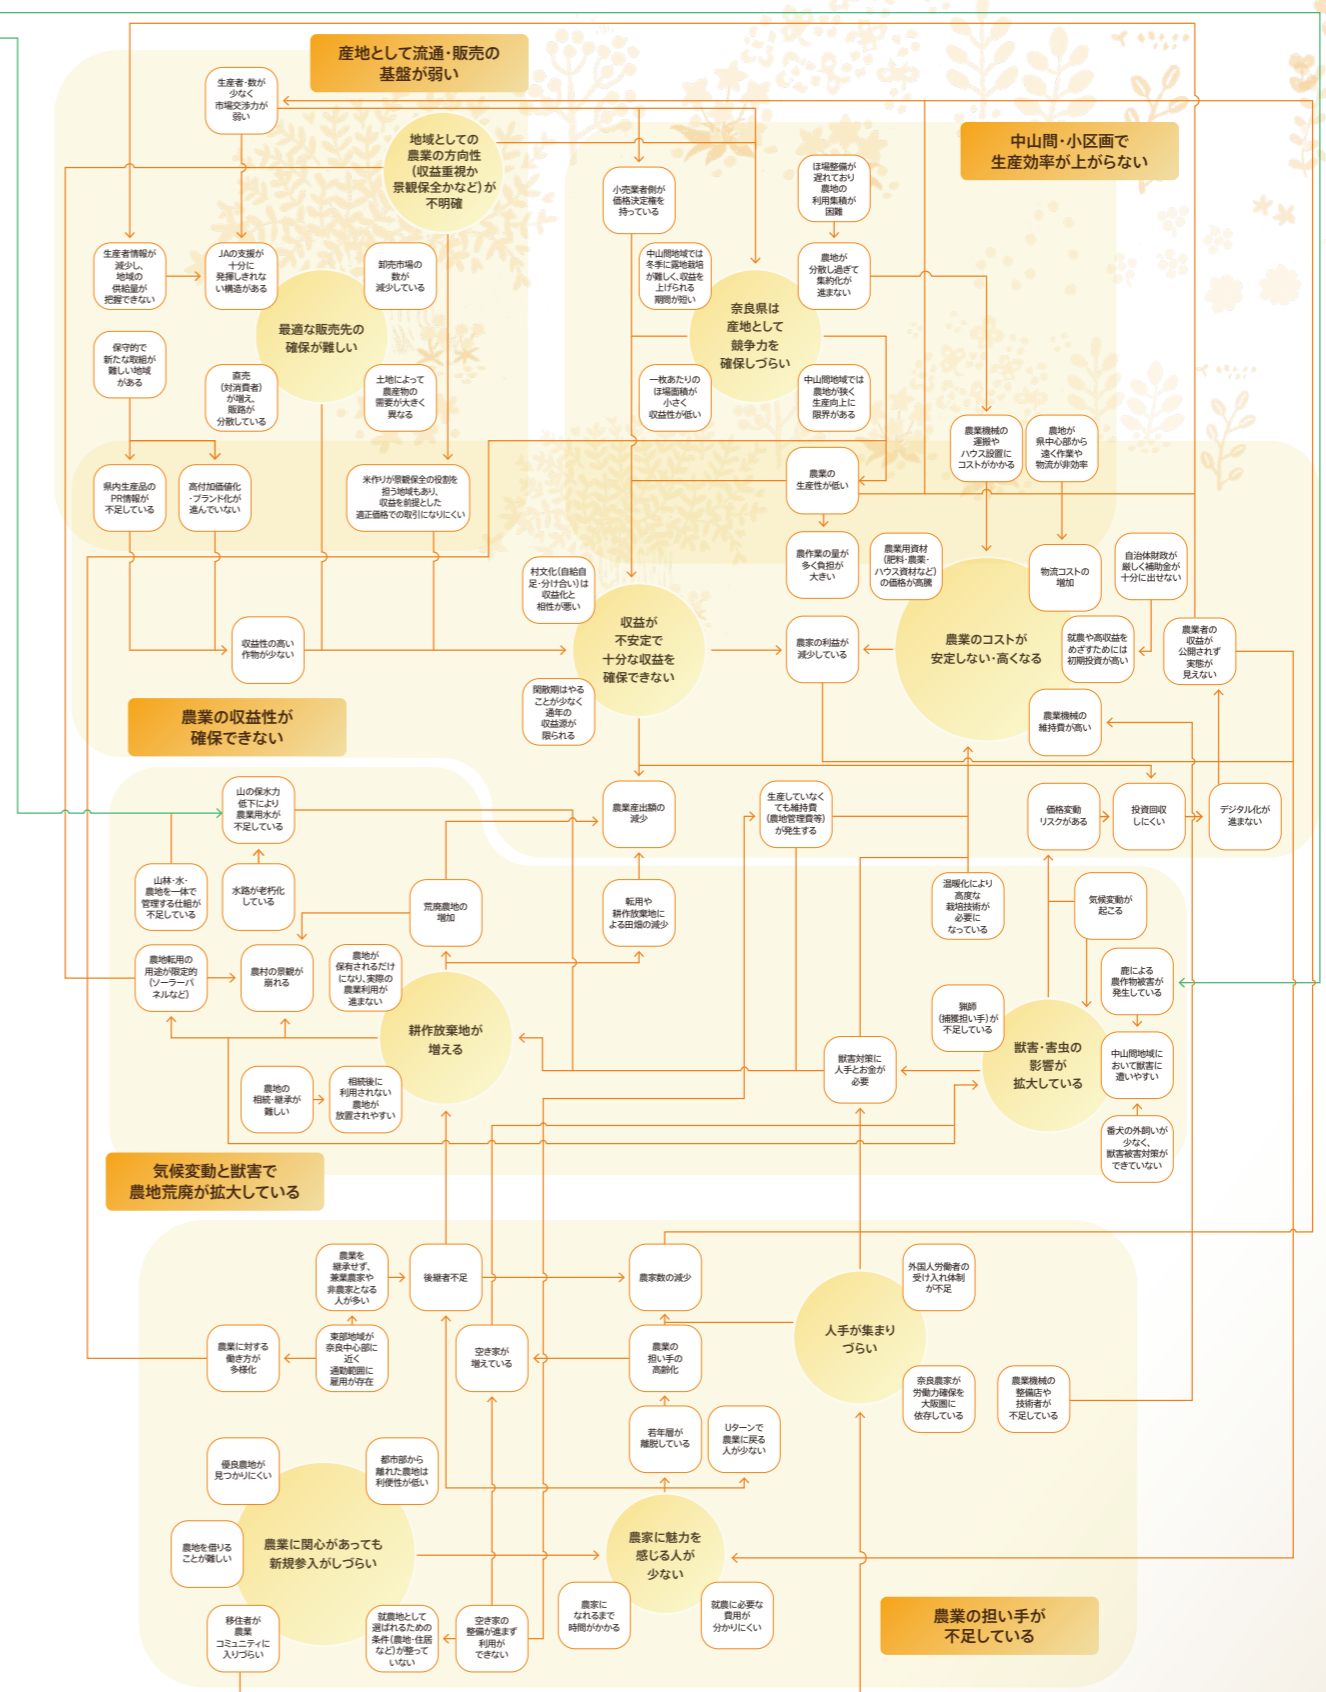 産地として流通・販売の
基盤が弱い
生産者・数が
少なく
市場交渉力が
弱い
地域としての
農業の方向性
(収益重視か
景観保全かなど)が
不明確
中山間・小区画で
生産効率が上がらない
小売業者側が
価格決定権を
持っている
ほ場整備が
遅れており
農地の
利用集積が
困難
生産者情報が
減少し、
地域の
供給量が
把握できない
JAの支援が
十分に
発揮しきれな
い構造がある
卸売市場の
数が
減少している
中山間地域では
冬季に露地栽培
が難しく、収益を
上げられる
期間が短い
農地が
分散し過ぎて
集約化が
進まない
最適な販売先の
確保が難しい
奈良県は
産地として
競争力を
確保しづらい
保守的で
新たな取組が
難しい地域
がある
直売
(対消費者)
が増え、
販路が
分散している
土地によって
農産物の
需要が大きく
異なる
一枚あたりの
ほ場面積が
小さく
収益性が低い
中山間地域では
農地が狭く
生産向上に
限界がある
農業機械の
運搬や
ハウス設置に
コストがかかる
農地が
県中心部から
遠く作業や
物流が非効率
県内生産品の
PR情報が
不足している
高付加価値化
・ブランド化が
進んでいない
米作りが景観保全の役割を
担う地域もあり、
収益を前提とした
適正価格での取引になりにくい
農業の
生産性が低い
農作業の量が
多く負担が
大きい
農業用資材
(肥料・農薬・
ハウス資材など)
の価格が高騰
物流コストの
増加
自治体財政が
厳しく補助金が
十分に出せない
村文化(自給自
足・分け合い)は
収益化と
相性が悪い
収益性の高い
作物が少ない
収益が
不安定で
十分な収益を
確保できない
農家の利益が
減少している
農業のコストが
安定しない・高くなる
就農や高収益を
めざすためには
初期投資が高い
農業者の
収益が
公開されず
実態が
見えない
閑散期はやる
ことが少なく
通年の
収益源が
限られる
農業機械の
維持費が高い
農業の収益性が
確保できない
山の保水力
低下により
農業用水が
不足している
農業産出額の
減少
生産していなく
ても維持費
(農地管理費等)
が発生する
価格変動
リスクがある
投資回収
しにくい
デジタル化が
進まない
山林・水・
農地を一体で
管理する仕組が
不足している
水路が老朽化
している
荒廃農地の
増加
転用や
耕作放棄地に
よる田畑の減少
温暖化により
高度な
栽培技術が
必要に
なっている
気候変動が
起こる
農地転用の
用途が限定的
(ソーラーパ
ネルなど)
農村の景観が
崩れる
農地が
保有されるだけ
になり、実際の
農業利用が
進まない
鹿による
農作物被害が
発生している
猟師
(捕獲担い手)が
不足している
耕作放棄地が
増える
獣害対策に
人手とお金が
必要
獣害・害虫の
影響が
拡大している
中山間地域に
おいて獣害に
遭いやすい
農地の
相続・継承が
難しい
相続後に
利用されない
農地が
放置されやすい
番犬の外飼いが
少なく、
獣害被害対策が
できていない
気候変動と獣害で
農地荒廃が拡大している
農業を
継承せず、
兼業農家や
非農家となる
人が多い
後継者不足
農家数の減少
外国人労働者の
受け入れ体制
が不足
人手が集まり
づらい
農業に対する
働き方が
多様化
東部地域が
奈良中心部に
近く
通勤範囲に
雇用が存在
空き家が
増えている
農業の
担い手の
高齢化
奈良農家が
労働力確保を
大阪圏に
依存している
農業機械の
整備店や
技術者が
不足している
若年層が
離脱している
Uターンで
農業に戻る
人が少ない
優良農地が
見つかりにくい
都市部から
離れた農地は
利便性が低い
農地を借りる
ことが難しい
農業に関心があっても
新規参入がしづらい
農家に魅力を
感じる人が
少ない
移住者が
農業
コミュニティに
入りづらい
就農地として
選ばれるための
条件(農地・住居
など)が整って
いない
空き家の
整備が進まず
利用が
できない
農家に
なれるまで
時間がかかる
就農に必要な
費用が
分かりにくい
農業の担い手が
不足している